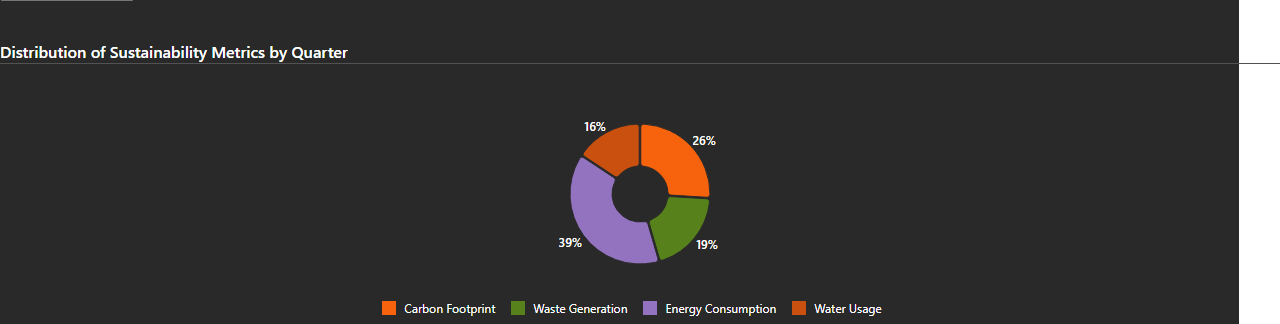 Distribution of Sustainability Metrics by Quarter
16%
26%
39%
19%
Carbon Footprint Waste Generation Energy Consumption Water Usage